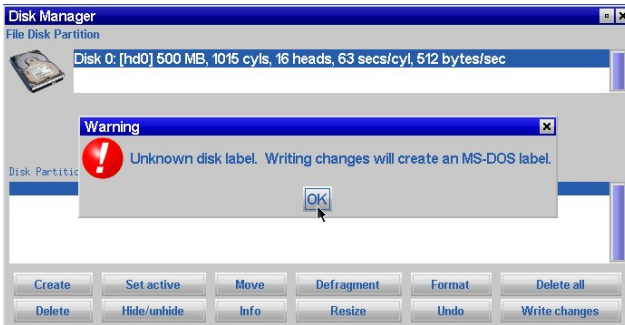 Disk Manager
File Disk Partition
Disk 0: [hd0] 500 MB, 1015 cyls, 16 heads, 63 secs/cyl, 512 bytes/sec
Warning
Unknown disk label. Writing changes will create an MS-DOS label.
Disk Partitic
OK
Create Set active Move Defragment Format Delete all
Delete Hide/unhide Info Resize Undo Write changes